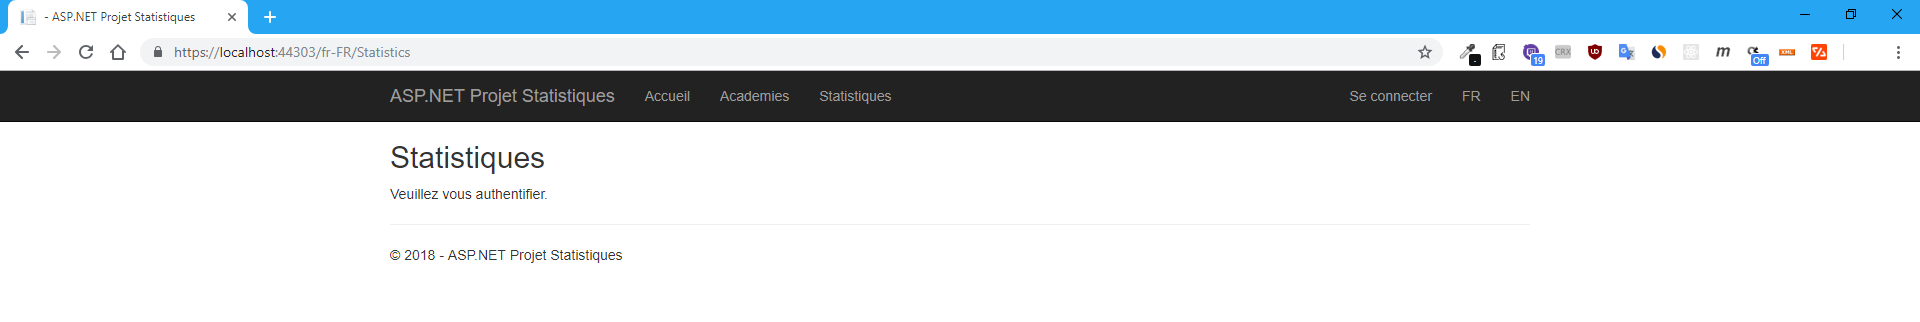 - ASP.NET Projet Statistiques
https://localhost:44303/fr-FR/Statistics
19
CRX
m
Off
XML
ASP.NET Projet Statistiques Accueil Academies Statistiques Se connecter FR EN
Statistiques
Veuillez vous authentifier.
© 2018 - ASP.NET Projet Statistiques